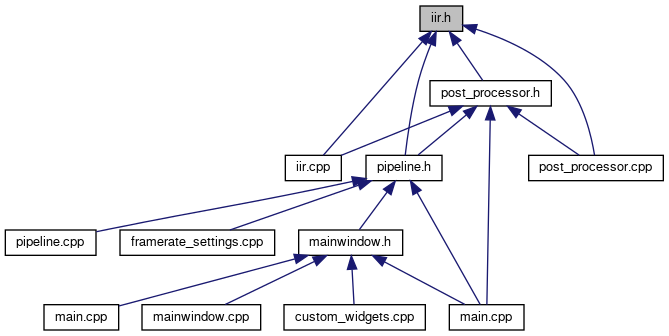 iir.h
post_processor.h
iir.cpp
pipeline.h
post_processor.cpp
pipeline.cpp
framerate_settings.cpp
mainwindow.h
main.cpp
mainwindow.cpp
custom_widgets.cpp
main.cpp